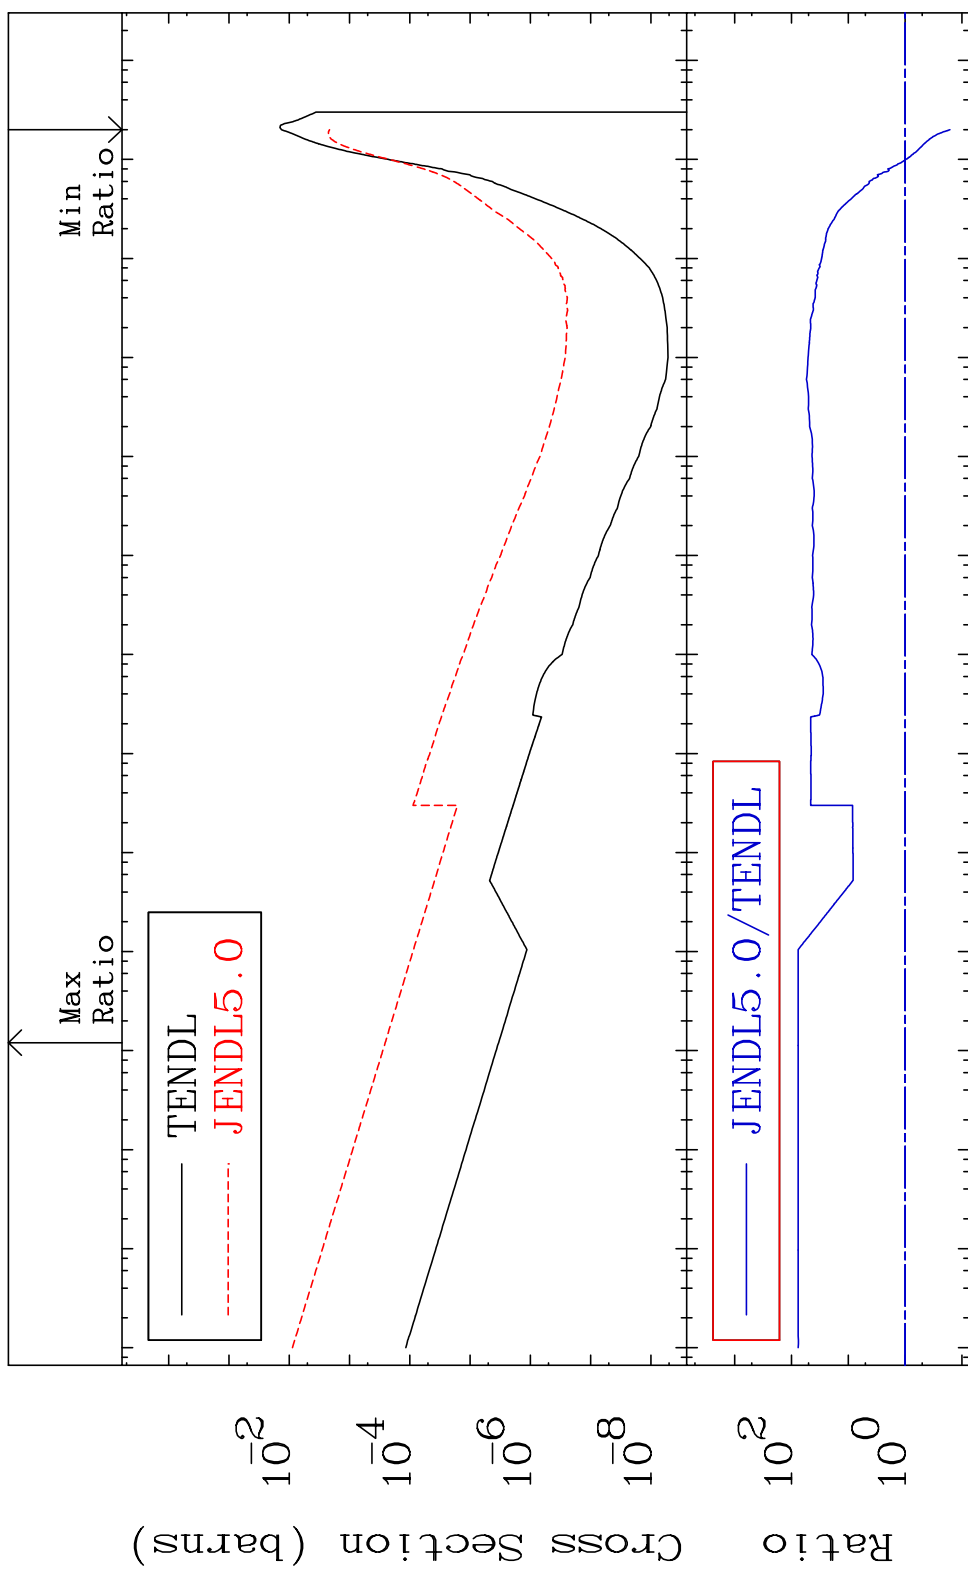 Max
Ratio
Min
Ratio
TENDL
JENDL5.0
10-2
10-4
10-6
10-8
Cross Section (barns)
JENDL5.0/TENDL
10 2
10 0
Ratio